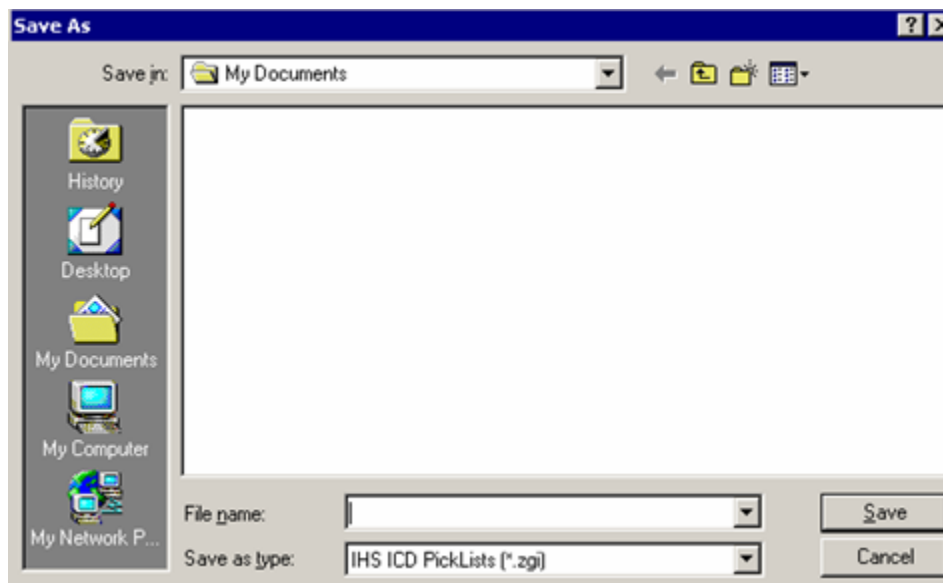 Save As
Save in: My Documents
History
Desktop
My Documents
My Computer
My Network P...
File name:
Save
Save as type: IHS ICD PickLists (*.zgi)
Cancel